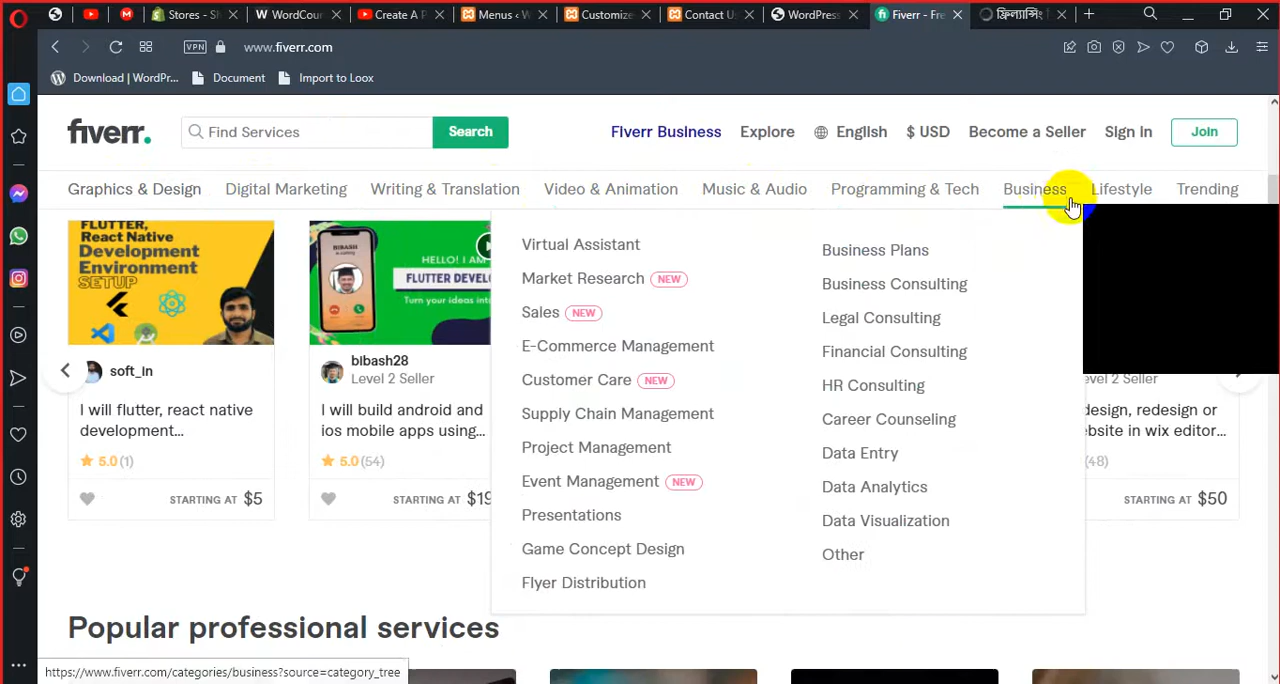 Stores - Sh
WordCou
Create A P
Menus ‹ W
Customize
Contact Us
WordPress
Fiverr - Fre
ফ্রিল্যান্সিং
VPN
www.fiverr.com
Download | WordPr...
Document
Import to Loox
fiverr.
Find Services
Search
Fiverr Business
Explore
English
$ USD
Become a Seller
Sign In
Join
Graphics & Design
Digital Marketing
Writing & Translation
Video & Animation
Music & Audio
Programming & Tech
Business
Lifestyle
Trending
FLUTTER,
React Native
Development
Environment
SETUP
soft_in
I will flutter, react native
development...
5.0 (1)
STARTING AT $5
BIBASH
HELLO! I AM
FLUTTER DEVEL
Turn your ideas into
bibash28
Level 2 Seller
I will build android and
ios mobile apps using...
5.0 (54)
STARTING AT $19
Virtual Assistant
Market Research NEW
Sales NEW
E-Commerce Management
Customer Care NEW
Supply Chain Management
Project Management
Event Management NEW
Presentations
Game Concept Design
Flyer Distribution
Business Plans
Business Consulting
Legal Consulting
Financial Consulting
HR Consulting
Career Counseling
Data Entry
Data Analytics
Data Visualization
Other
evel 2 Seller
design, redesign or
ebsite in wix editor...
(48)
STARTING AT $50
Popular professional services
https://www.fiverr.com/categories/business?source=category_tree